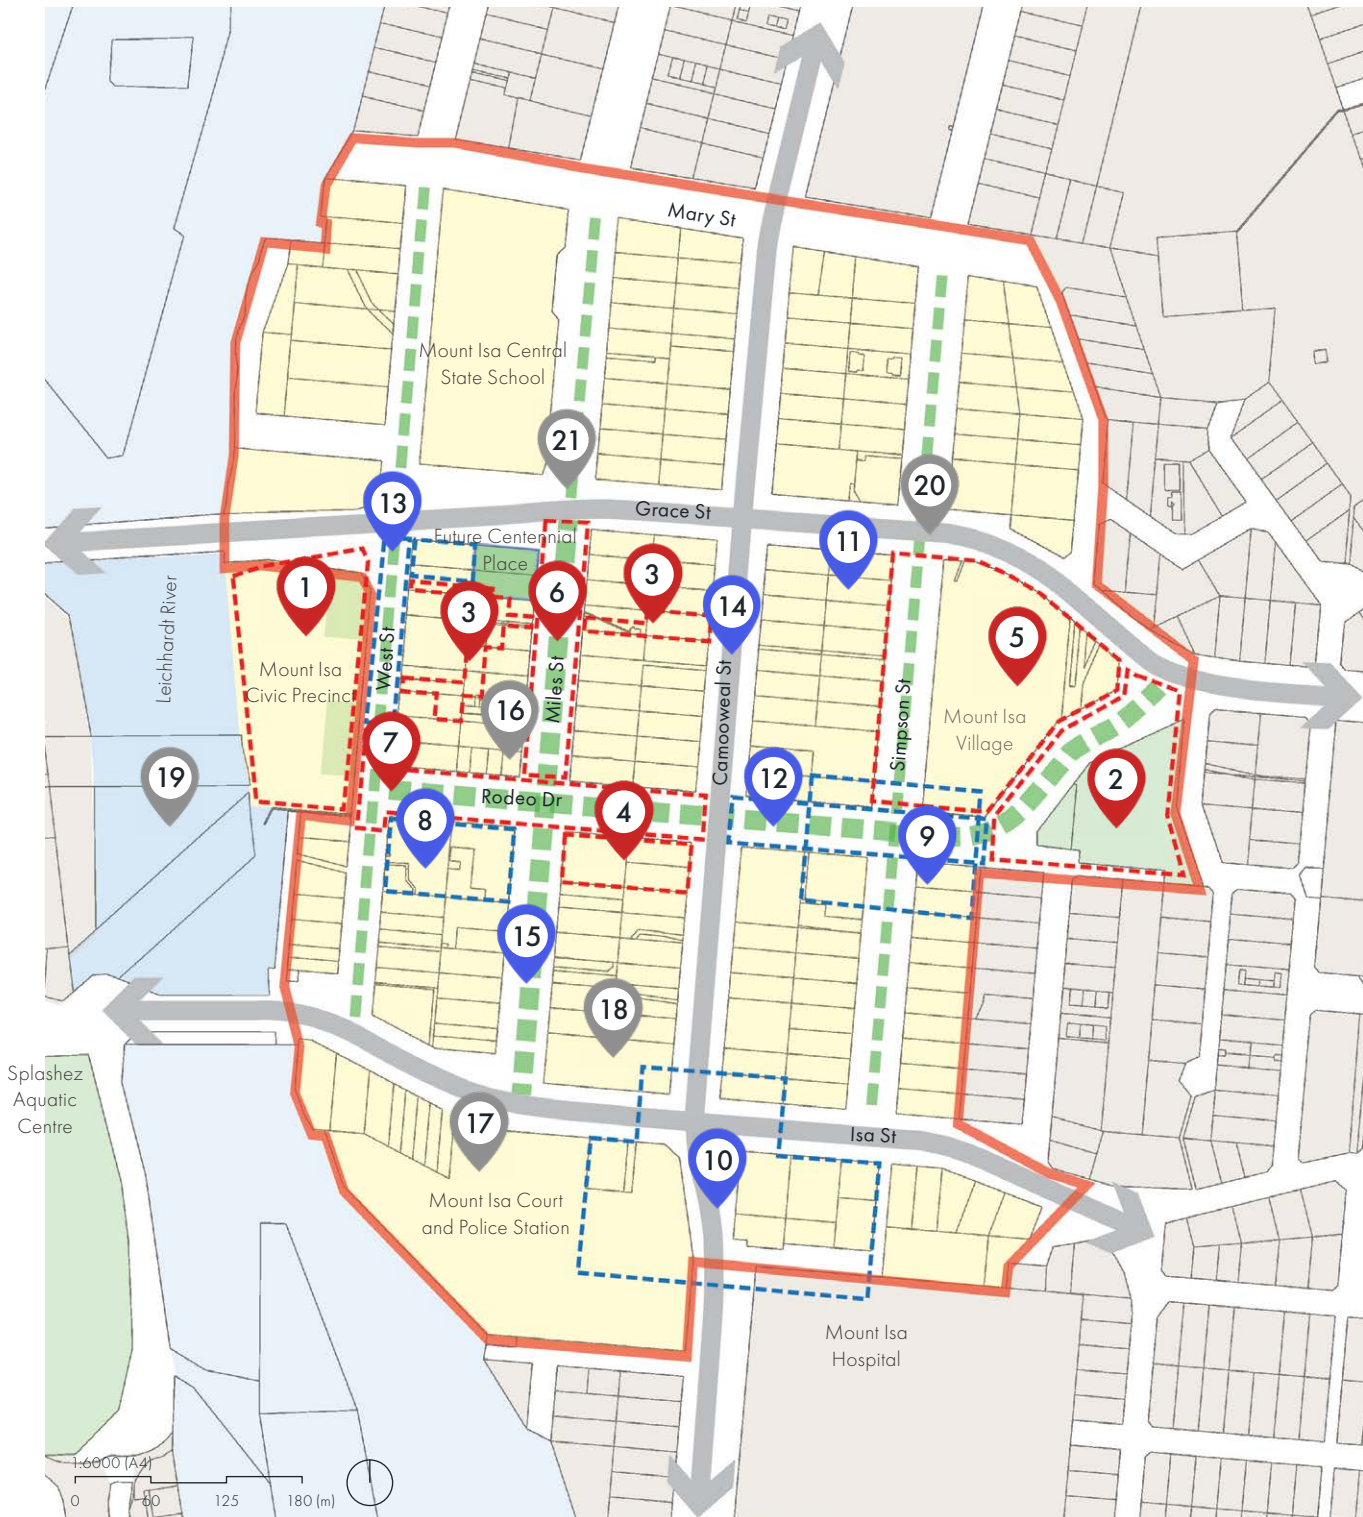 Mary St
Mount Isa Central
State School
21
20
13
Grace St
11
Future Centennial
Place
1
3
6
3
14
5
Leichhardt River
West St
Mount Isa
Civic Precinct
Miles St
Camooweal St
Simpson St
16
Mount Isa
Village
7
19
12
2
Rodeo Dr
4
8
9
15
18
Splashez
Aquatic
Centre
17
Isa St
10
Mount Isa Court
and Police Station
Mount Isa
Hospital
1:6000 (A4)
0 60 125 180 (m)